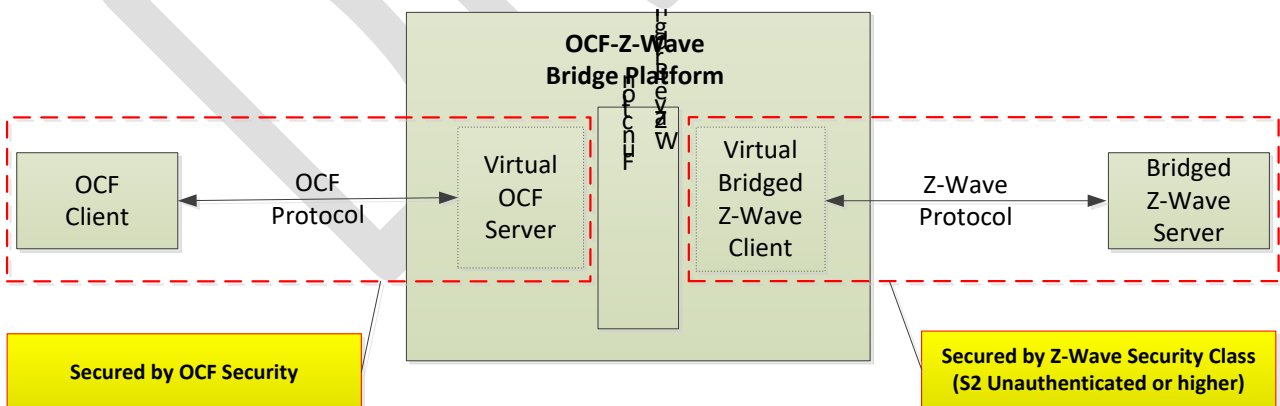 OCF-Z-Wave
Bridge Platform
OCF
Client
OCF
Protocol
Virtual
OCF
Server
Virtual
Bridged
Z-Wave
Client
Z-Wave
Protocol
Bridged
Z-Wave
Server
Secured by OCF Security
Secured by Z-Wave Security Class
(S2 Unauthenticated or higher)